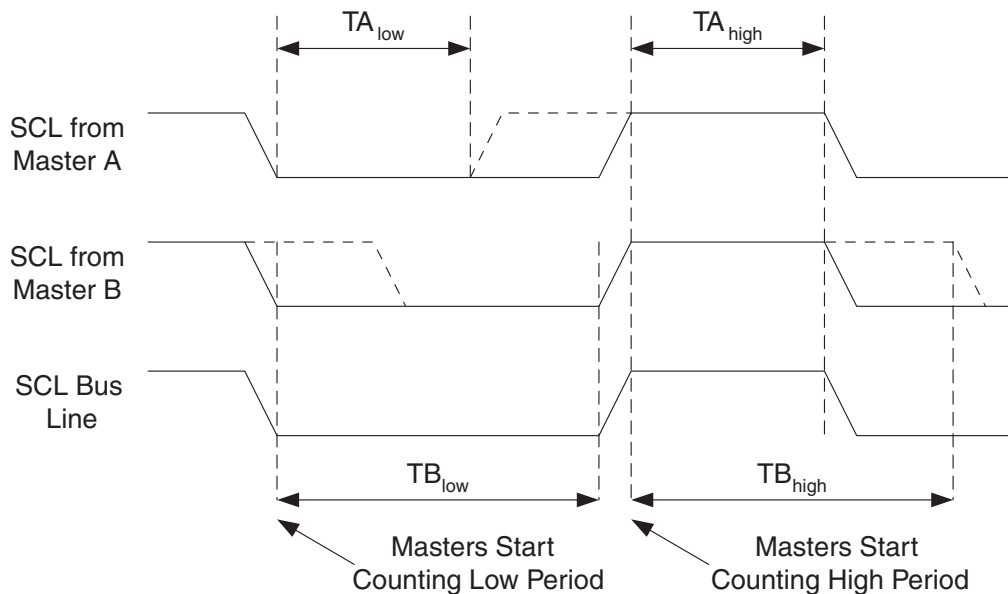 TA low
TA high
SCL from
Master A
SCL from
Master B
SCL Bus
Line
TB low
TB high
Masters Start
Counting Low Period
Masters Start
Counting High Period